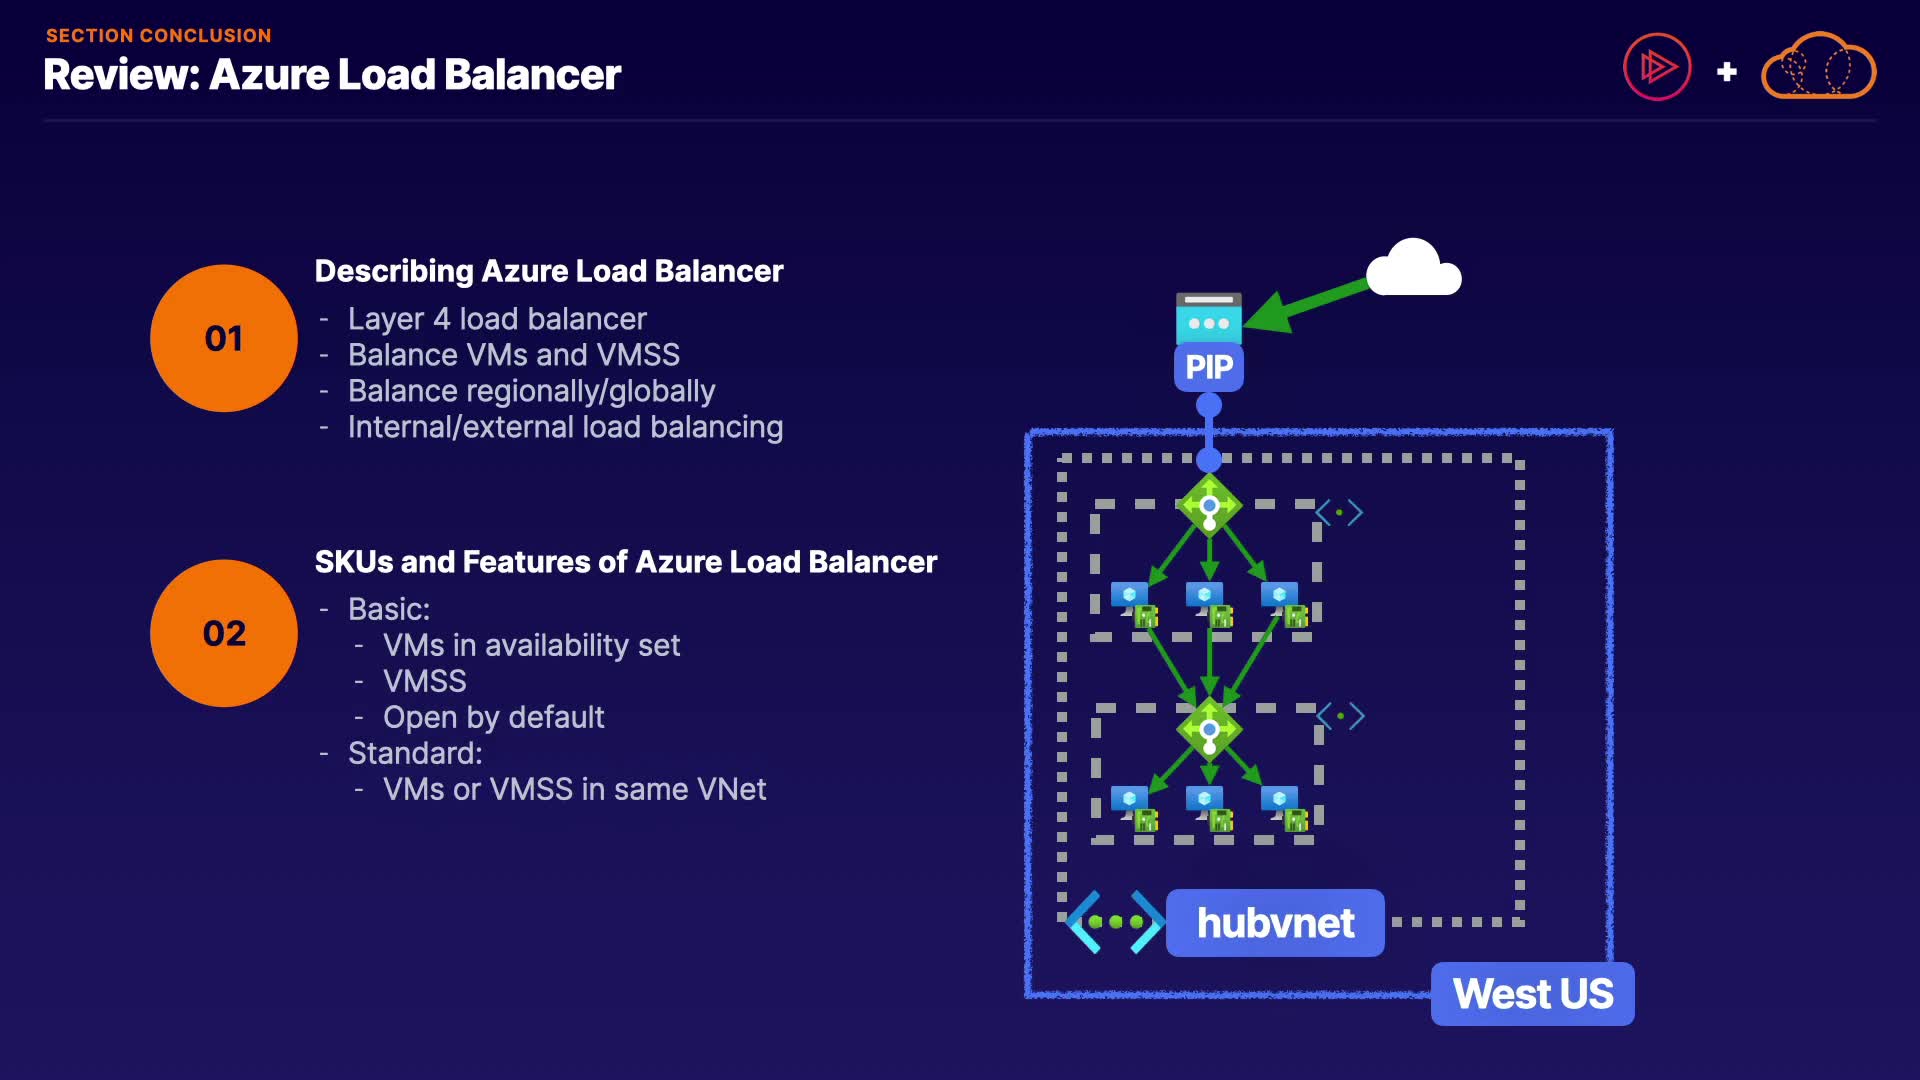 SECTION CONCLUSION
Review: Azure Load Balancer
+
01
Describing Azure Load Balancer
- Layer 4 load balancer
- Balance VMs and VMSS
- Balance regionally/globally
- Internal/external load balancing
02
SKUs and Features of Azure Load Balancer
- Basic:
- VMs in availability set
- VMSS
- Open by default
- Standard:
- VMs or VMSS in same VNet
PIP
hubvnet
West US